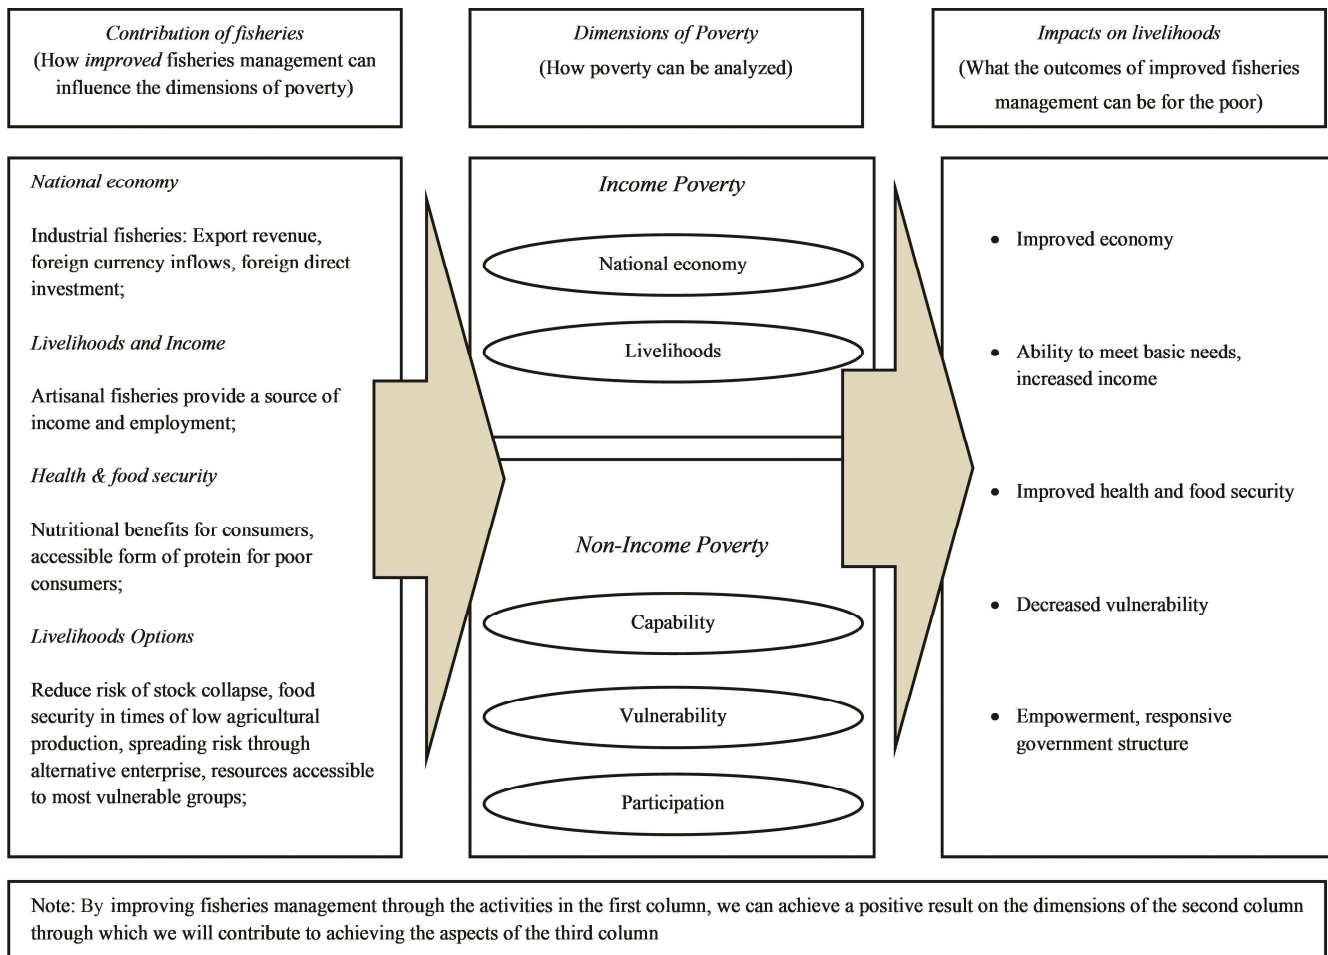 Contribution of fisheries
(How improved fisheries management can
influence the dimensions of poverty)
Dimensions of Poverty
(How poverty can be analyzed)
Impacts on livelihoods
(What the outcomes of improved fisheries
management can be for the poor)
National economy
Industrial fisheries: Export revenue,
foreign currency inflows, foreign direct
investment;
Livelihoods and Income
Artisanal fisheries provide a source of
income and employment;
Health & food security
Nutritional benefits for consumers,
accessible form of protein for poor
consumers;
Livelihoods Options
Reduce risk of stock collapse, food
security in times of low agricultural
production, spreading risk through
alternative enterprise, resources accessible
to most vulnerable groups;
Income Poverty
National economy
Livelihoods
Non-Income Poverty
Capability
Vulnerability
Participation
• Improved economy
• Ability to meet basic needs,
increased income
• Improved health and food security
• Decreased vulnerability
• Empowerment, responsive
government structure
Note: By improving fisheries management through the activities in the first column, we can achieve a positive result on the dimensions of the second column
through which we will contribute to achieving the aspects of the third column